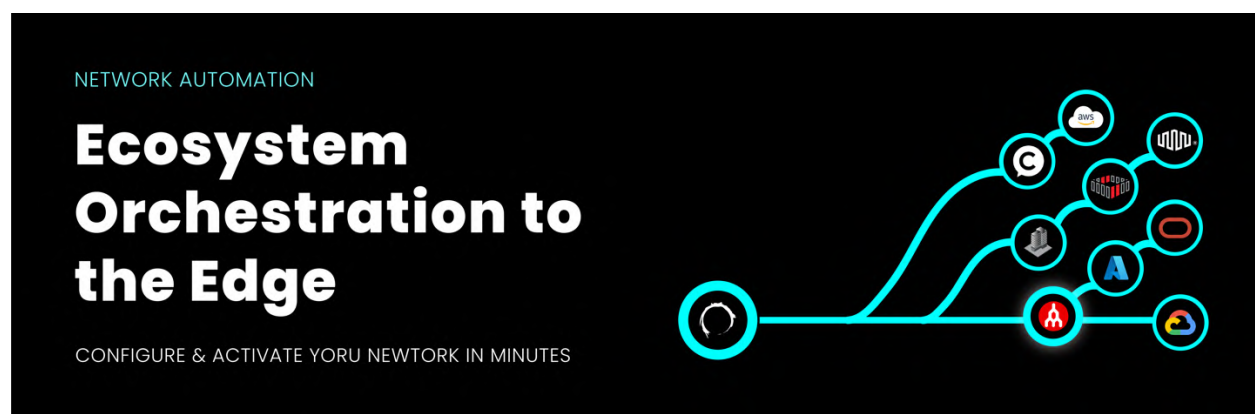 NETWORK AUTOMATION
Ecosystem
Orchestration to
the Edge
CONFIGURE & ACTIVATE YORU NEWTORK IN MINUTES
aws